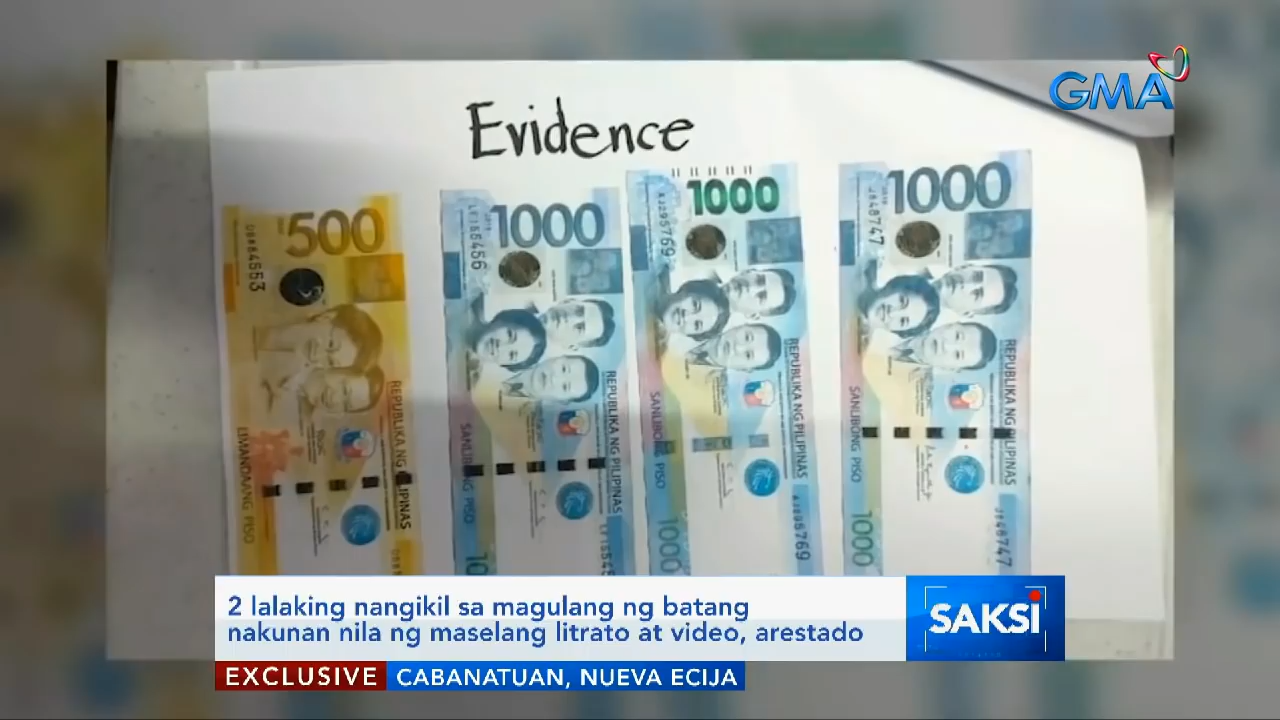 GMA
Evidence
500
1000
1000
1000
REPUBLIKA NG PILIPINAS
REPUBLIKA NG PILIPINAS
REPUBLIKA NG PILIPINAS
REPUBLIKA NG PILIPINAS
LIMANDAANG PISO
SANLIBONG PISO
SANLIBONG PISO
SANLIBONG PISO
1000
1000
2 lalaking nangikil sa magulang ng batang
nakunan nila ng maselang litrato at video, arestado
SAKSI
EXCLUSIVE
CABANATUAN, NUEVA ECIJA